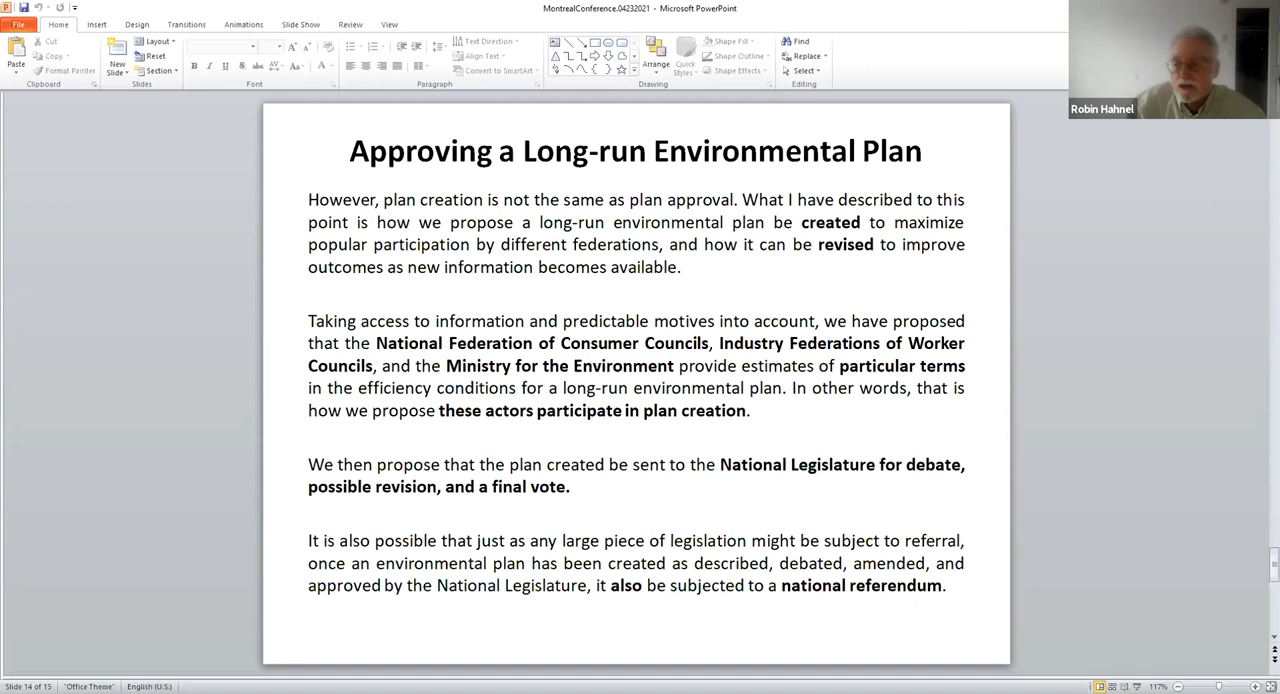 MontrealConference.04232021 - Microsoft PowerPoint
File Home Insert Design Transitions Animations Slide Show Review View
Cut
Copy
Format Painter
Paste
Clipboard
New Slide
Layout
Reset
Section
Slides
B I U S abc AV Aa A
Font
Paragraph
Text Direction
Align Text
Convert to SmartArt
Drawing
Arrange
Quick Styles
Shape Fill
Shape Outline
Shape Effects
Find
Replace
Select
Editing
Robin Hahnel
Approving a Long-run Environmental Plan
However, plan creation is not the same as plan approval. What I have described to this
point is how we propose a long-run environmental plan be created to maximize
popular participation by different federations, and how it can be revised to improve
outcomes as new information becomes available.
Taking access to information and predictable motives into account, we have proposed
that the National Federation of Consumer Councils, Industry Federations of Worker
Councils, and the Ministry for the Environment provide estimates of particular terms
in the efficiency conditions for a long-run environmental plan. In other words, that is
how we propose these actors participate in plan creation.
We then propose that the plan created be sent to the National Legislature for debate,
possible revision, and a final vote.
It is also possible that just as any large piece of legislation might be subject to referral,
once an environmental plan has been created as described, debated, amended, and
approved by the National Legislature, it also be subjected to a national referendum.
Slide 14 of 15 "Office Theme" English (U.S.) 117%